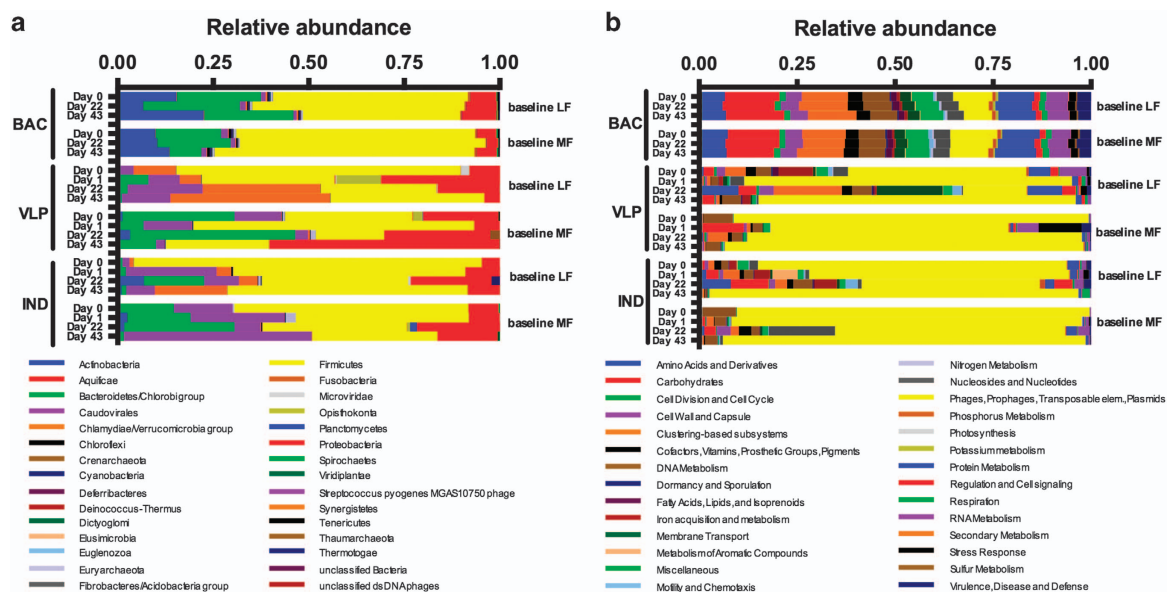 a
Relative abundance
0.00 0.25 0.50 0.75 1.00
BAC
Day 0
Day 22
Day 43
baseline LF
Day 0
Day 22
Day 43
baseline MF
VLP
Day 0
Day 1
Day 22
Day 43
baseline LF
Day 0
Day 1
Day 22
Day 43
baseline MF
IND
Day 0
Day 1
Day 22
Day 43
baseline LF
Day 0
Day 1
Day 22
Day 43
baseline MF
Actinobacteria
Aquificae
Bacteroidetes/Chlorobi group
Caudovirales
Chlamydiae/Verrucomicrobia group
Chloroflexi
Crenarchaeota
Cyanobacteria
Deferribacteres
Deinococcus-Thermus
Dictyoglomi
Elusimicrobia
Euglenozoa
Euryarchaeota
Fibrobacteres/Acidobacteria group
Firmicutes
Fusobacteria
Microviridae
Opisthokonta
Planctomycetes
Proteobacteria
Spirochaetes
Viridiplantae
Streptococcus pyogenes MGAS10750 phage
Synergistetes
Tenericutes
Thaumarchaeota
Thermotogae
unclassified Bacteria
unclassified dsDNA phages
b
Relative abundance
0.00 0.25 0.50 0.75 1.00
BAC
Day 0
Day 22
Day 43
baseline LF
Day 0
Day 22
Day 43
baseline MF
VLP
Day 0
Day 1
Day 22
Day 43
baseline LF
Day 0
Day 1
Day 22
Day 43
baseline MF
IND
Day 0
Day 1
Day 22
Day 43
baseline LF
Day 0
Day 1
Day 22
Day 43
baseline MF
Amino Acids and Derivatives
Carbohydrates
Cell Division and Cell Cycle
Cell Wall and Capsule
Clustering-based subsystems
Cofactors, Vitamins, Prosthetic Groups, Pigments
DNA Metabolism
Dormancy and Sporulation
Fatty Acids, Lipids, and Isoprenoids
Iron acquisition and metabolism
Membrane Transport
Metabolism of Aromatic Compounds
Miscellaneous
Motility and Chemotaxis
Nitrogen Metabolism
Nucleosides and Nucleotides
Phages, Prophages, Transposable elem., Plasmids
Phosphorus Metabolism
Photosynthesis
Potassium metabolism
Protein Metabolism
Regulation and Cell signaling
Respiration
RNA Metabolism
Secondary Metabolism
Stress Response
Sulfur Metabolism
Virulence, Disease and Defense